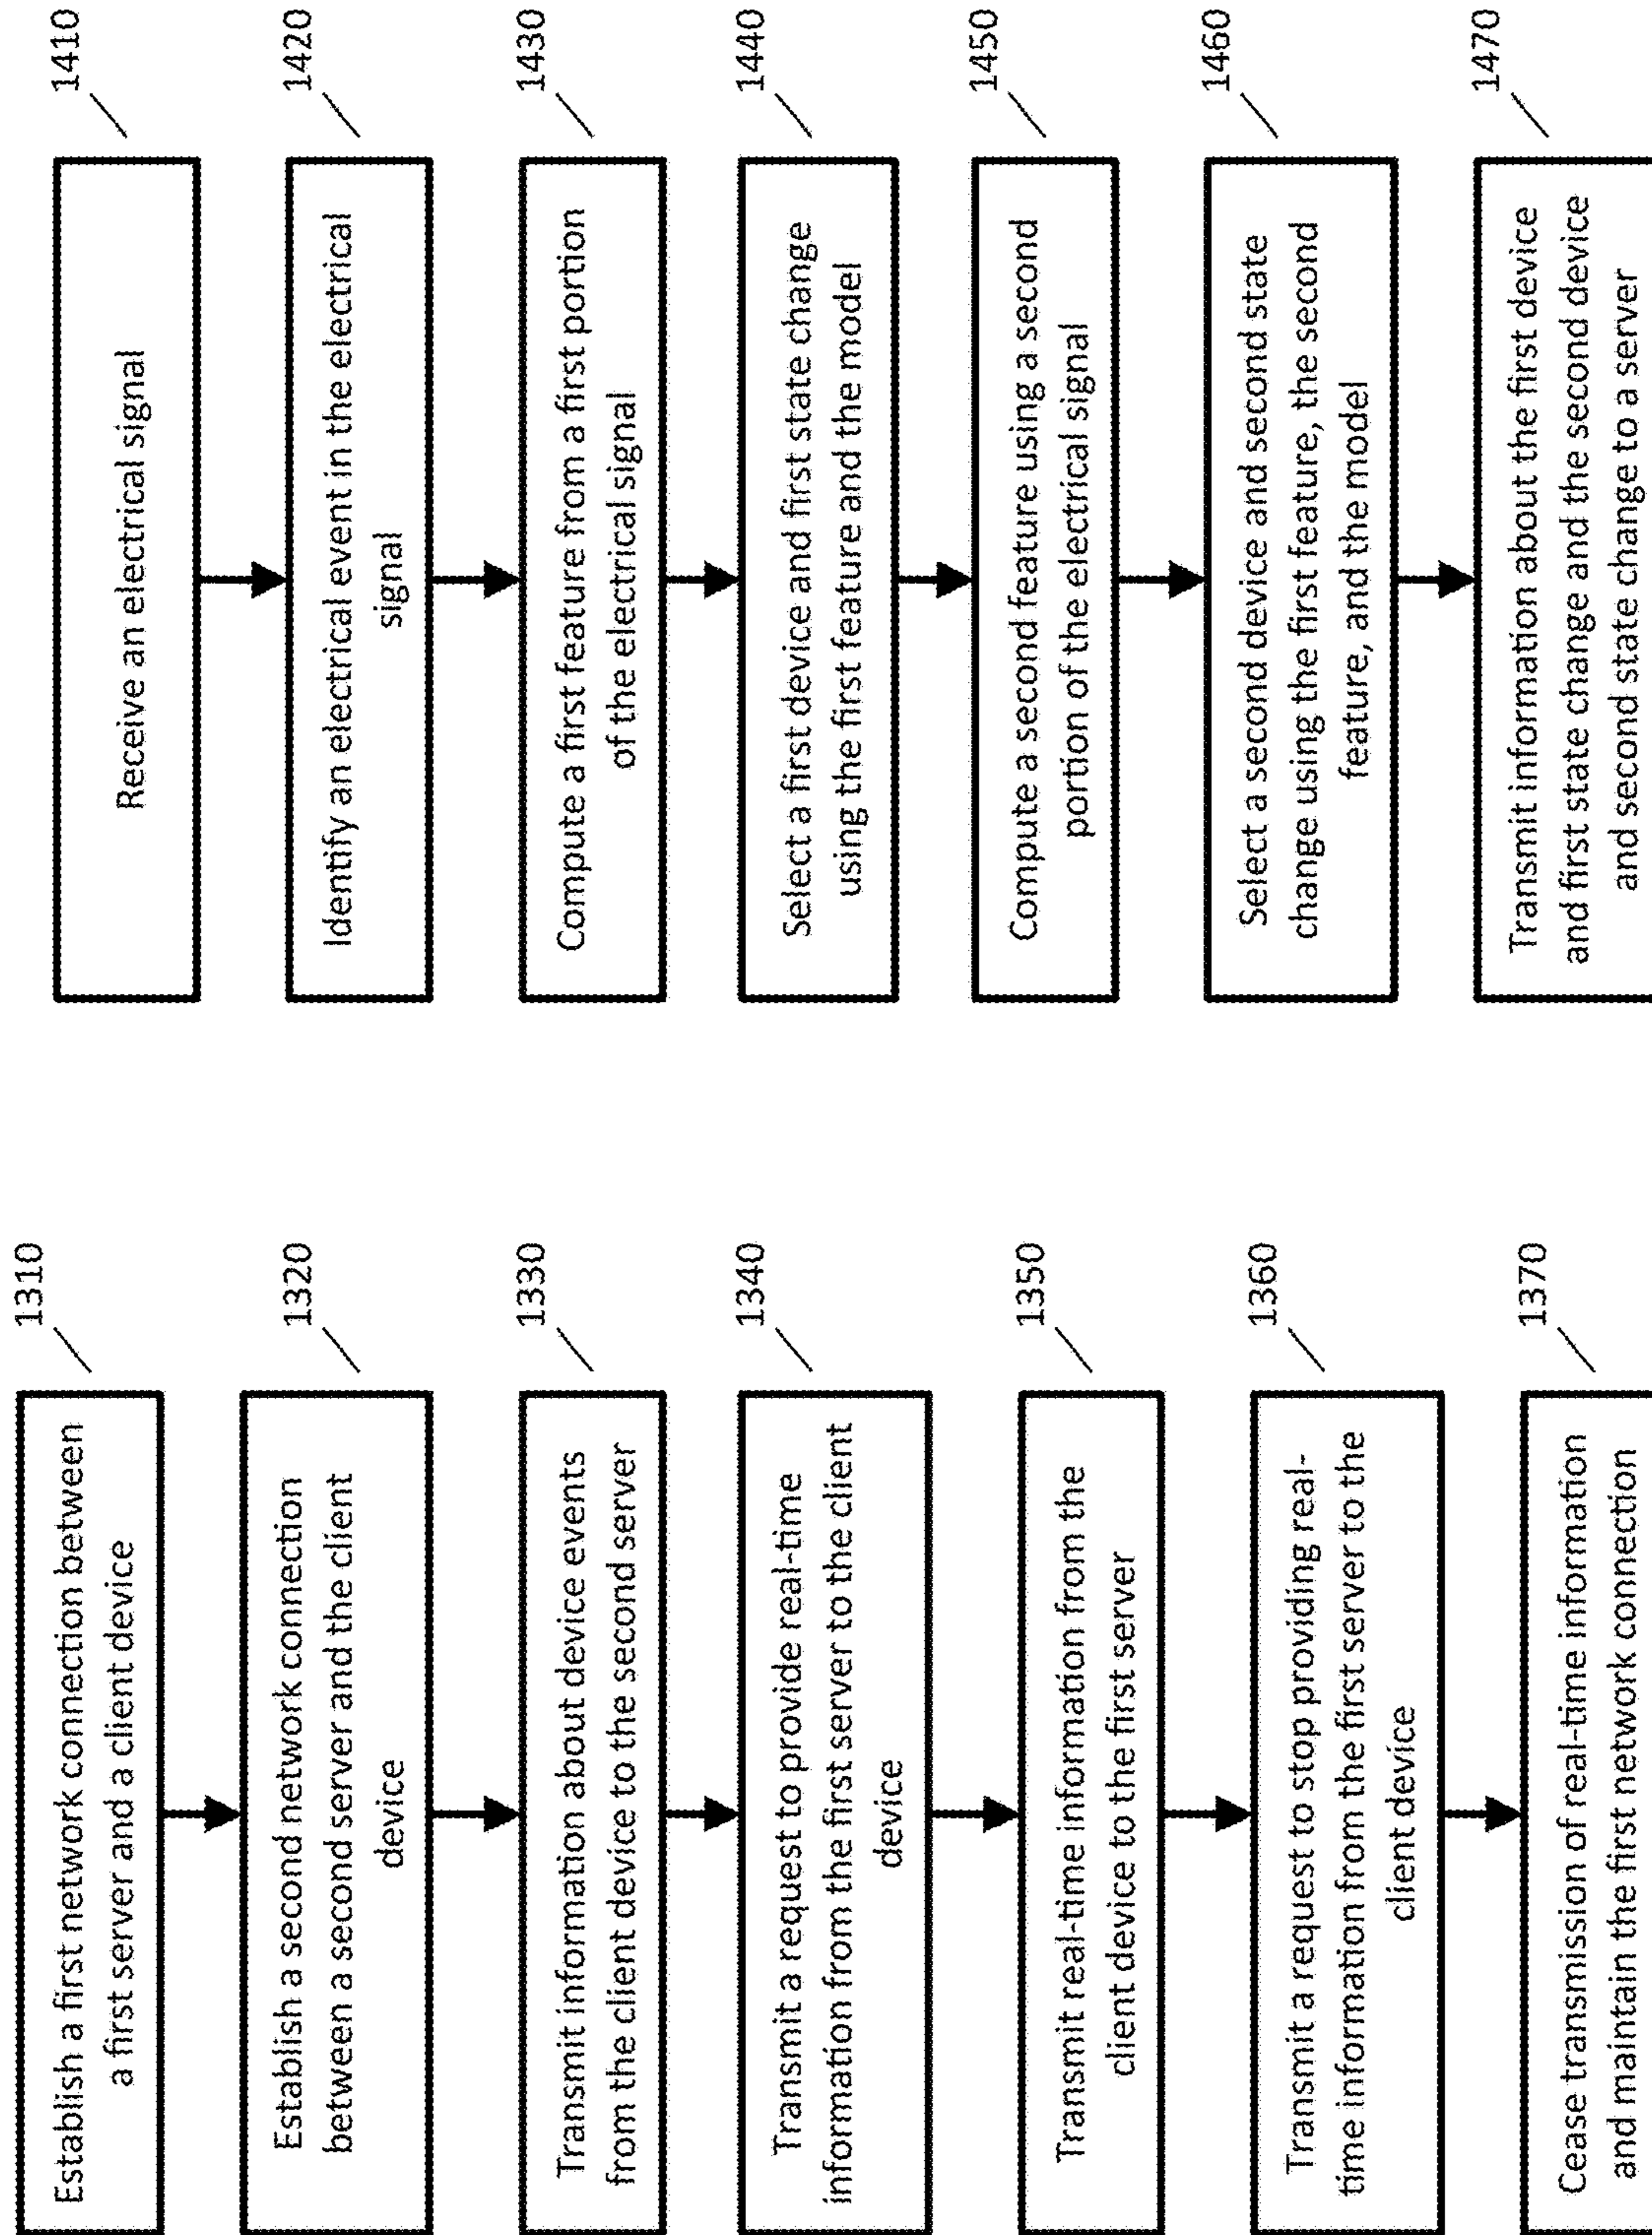 1310
Establish a first network connection between
a first server and a client device
1320
Establish a second network connection
between a second server and the client
device
1330
Transmit information about device events
from the client device to the second server
1340
Transmit a request to provide real-time
information from the first server to the client
device
1350
Transmit real-time information from the
client device to the first server
1360
Transmit a request to stop providing real-
time information from the first server to the
client device
1370
Cease transmission of real-time information
and maintain the first network connection
1410
Receive an electrical signal
1420
Identify an electrical event in the electrical
signal
1430
Compute a first feature from a first portion
of the electrical signal
1440
Select a first device and first state change
using the first feature and the model
1450
Compute a second feature using a second
portion of the electrical signal
1460
Select a second device and second state
change using the first feature, the second
feature, and the model
1470
Transmit information about the first device
and first state change and the second device
and second state change to a server